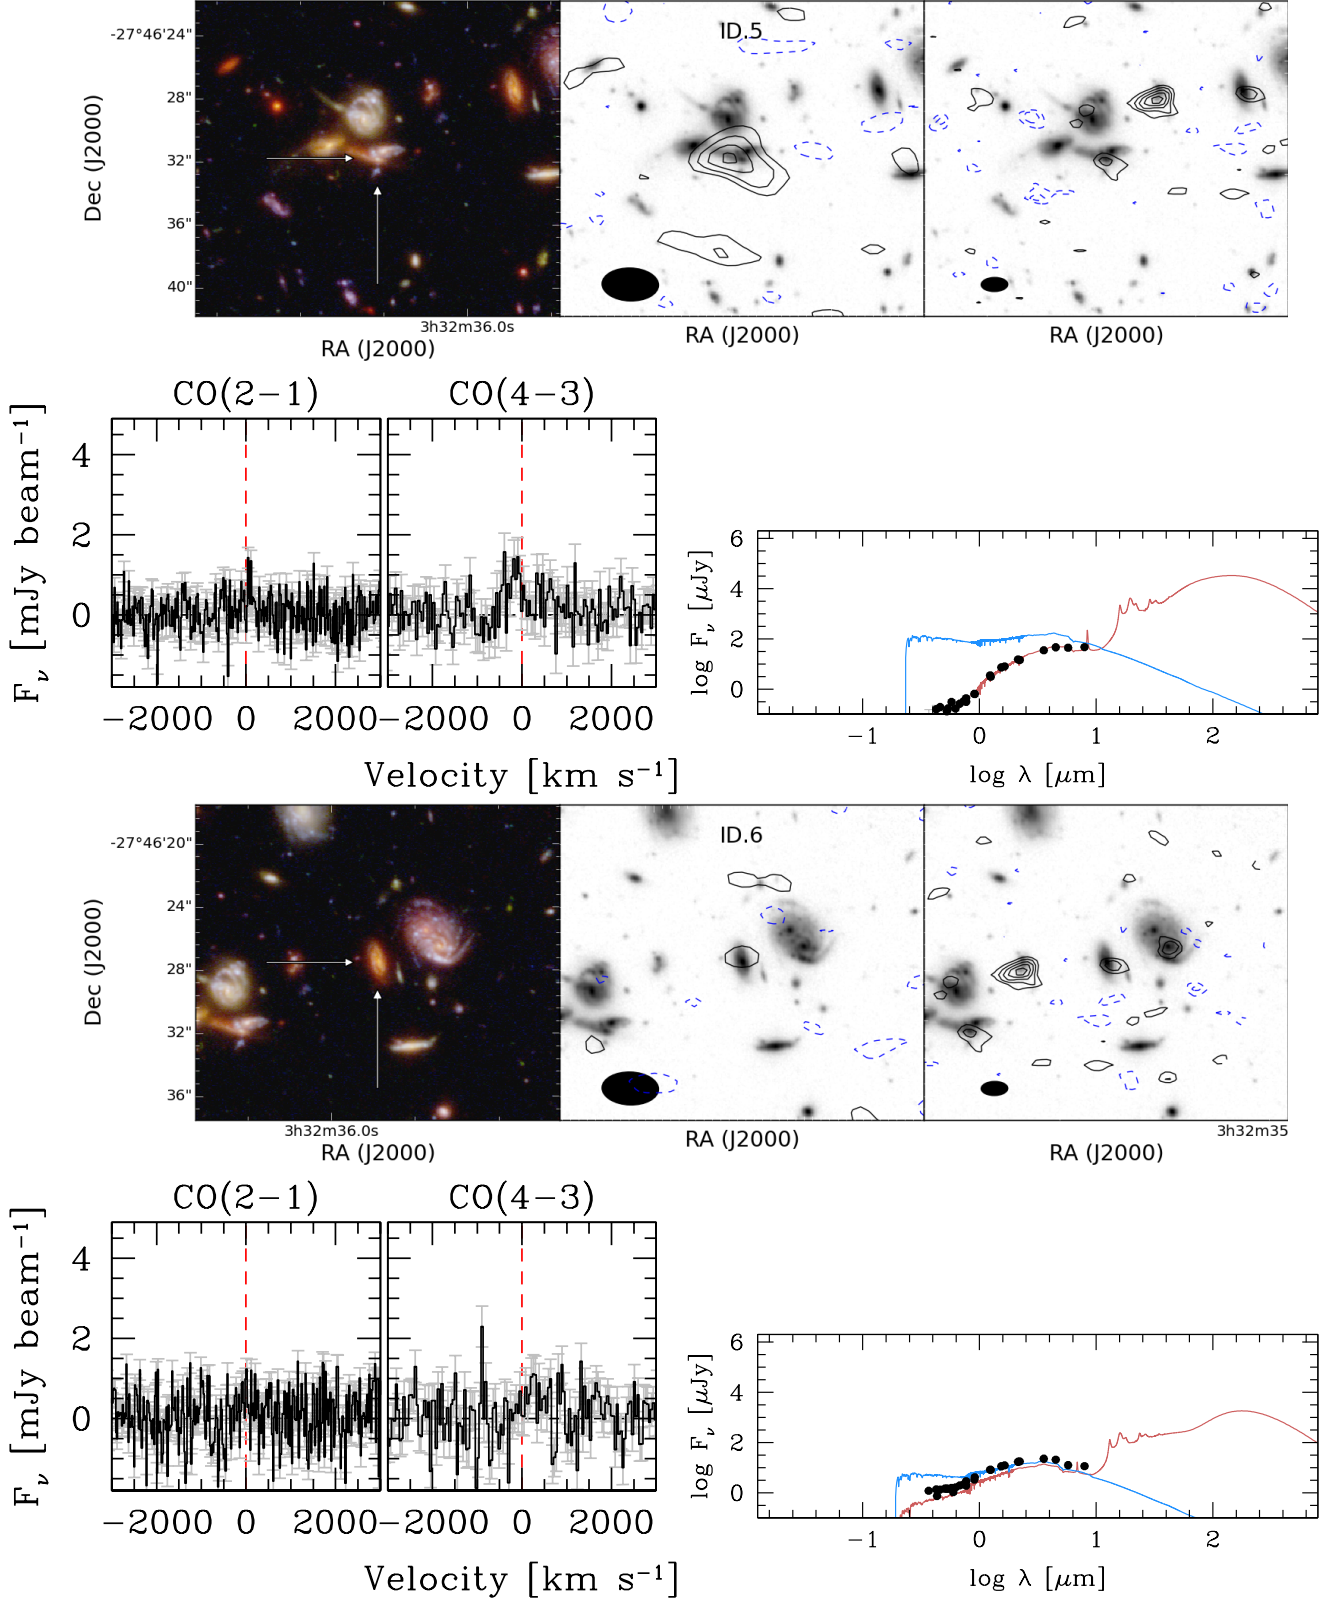 ID.5
-27°46'24"
28"
32"
36"
40"
Dec (J2000)
3h32m36.0s
RA (J2000)
RA (J2000)
RA (J2000)
CO(2−1)
CO(4−3)
4
2
0
Fν [mJy beam−1]
−2000 0 2000
−2000 0 2000
Velocity [km s−1]
6
4
2
0
log Fν [μJy]
−1 0 1 2
log λ [μm]
ID.6
-27°46'20"
24"
28"
32"
36"
Dec (J2000)
3h32m36.0s
3h32m35
RA (J2000)
RA (J2000)
RA (J2000)
CO(2−1)
CO(4−3)
4
2
0
Fν [mJy beam−1]
−2000 0 2000
−2000 0 2000
Velocity [km s−1]
6
4
2
0
log Fν [μJy]
−1 0 1 2
log λ [μm]